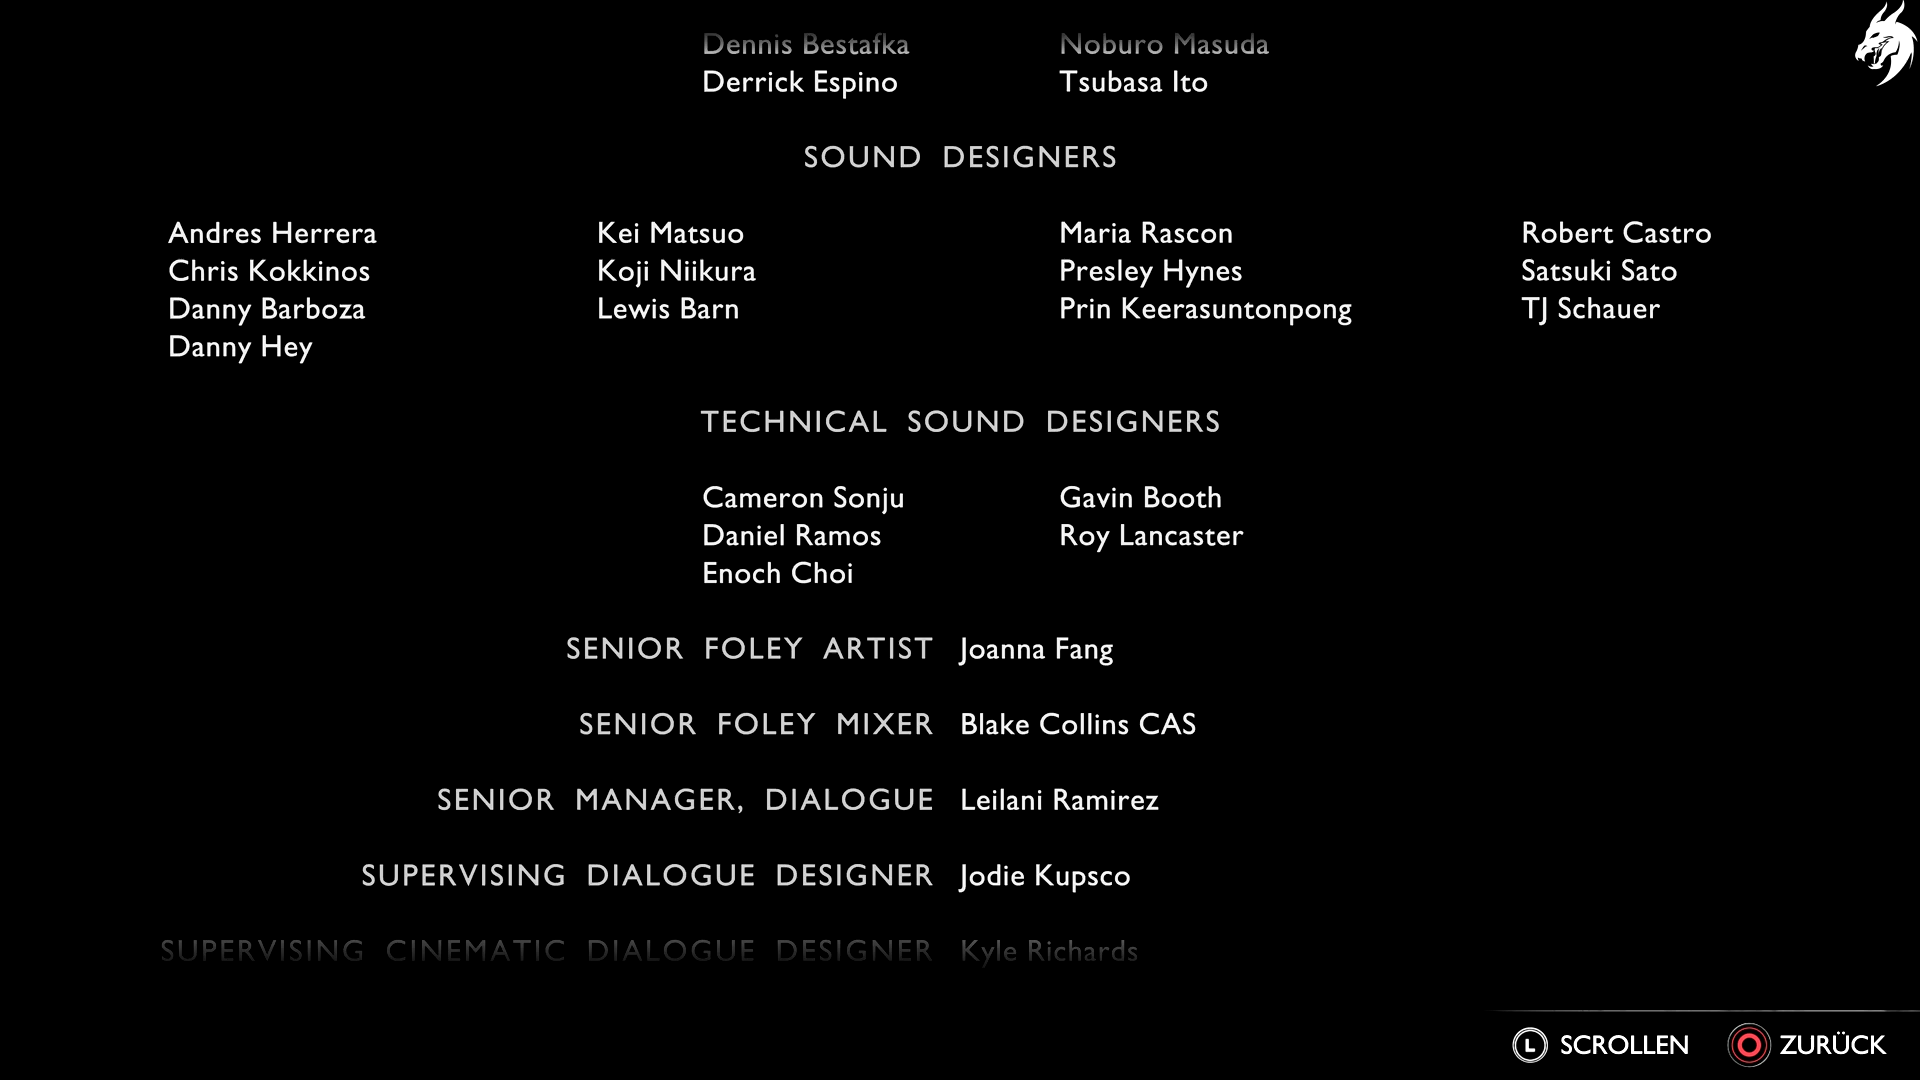 Dennis Bestafka Noburo Masuda
Derrick Espino Tsubasa Ito
SOUND DESIGNERS
Andres Herrera Kei Matsuo Maria Rascon Robert Castro
Chris Kokkinos Koji Niikura Presley Hynes Satsuki Sato
Danny Barboza Lewis Barn Prin Keerasuntonpong TJ Schauer
Danny Hey
TECHNICAL SOUND DESIGNERS
Cameron Sonju Gavin Booth
Daniel Ramos Roy Lancaster
Enoch Choi
SENIOR FOLEY ARTIST Joanna Fang
SENIOR FOLEY MIXER Blake Collins CAS
SENIOR MANAGER, DIALOGUE Leilani Ramirez
SUPERVISING DIALOGUE DESIGNER Jodie Kupsco
SUPERVISING CINEMATIC DIALOGUE DESIGNER Kyle Richards
L SCROLLEN ZURÜCK